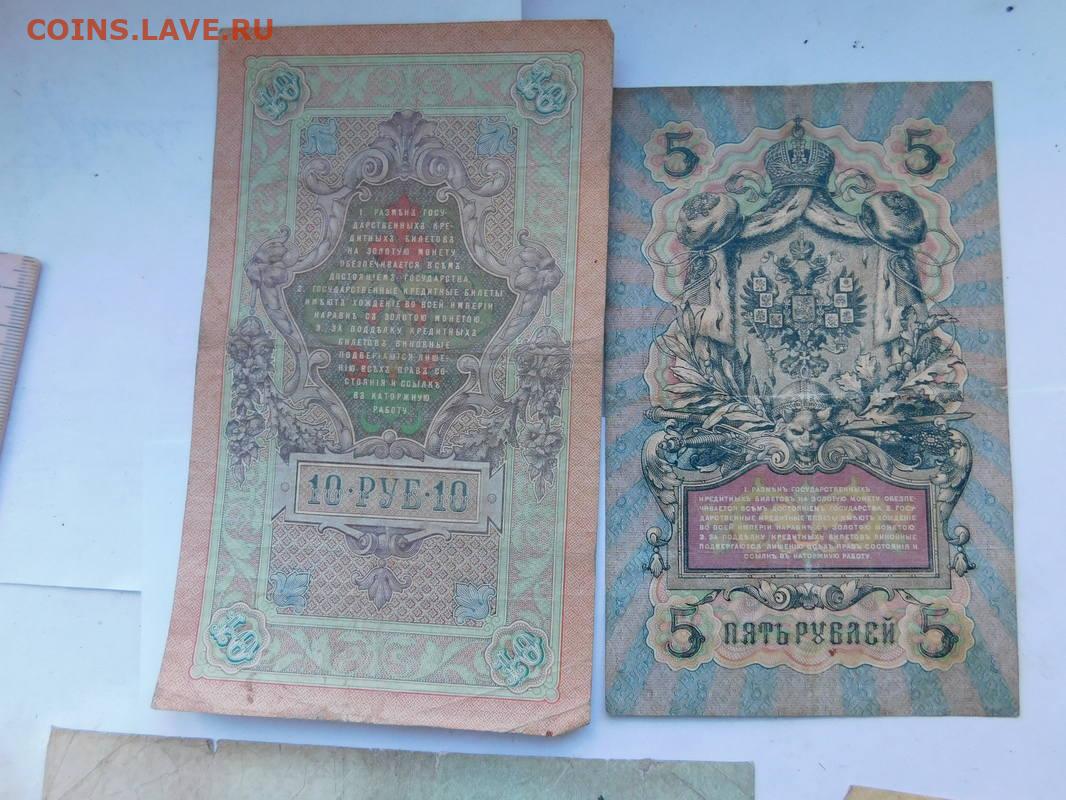 COINS.LAVE.RU
10 10
1. РАЗМѢНЪ ГОСУ-
ДАРСТВЕННЫХЪ КРЕ-
ДИТНЫХЪ БИЛЕТОВЪ
НА ЗОЛОТУЮ МОНЕТУ
ОБЕЗПЕЧИВАЕТСЯ ВСѢМЪ
ДОСТОЯНІЕМЪ ГОСУДАРСТВА.
2. ГОСУДАРСТВЕННЫЕ КРЕДИТНЫЕ БИЛЕТЫ
ИМѢЮТЪ ХОЖДЕНІЕ ВО ВСЕЙ ИМПЕРІИ
НАРАВНѢ СЪ ЗОЛОТОЮ МОНЕТОЮ.
3. ЗА ПОДДѢЛКУ КРЕДИТНЫХЪ
БИЛЕТОВЪ ВИНОВНЫЕ
ПОДВЕРГАЮТСЯ ЛИШЕ-
НІЮ ВСѢХЪ ПРАВЪ СО-
СТОЯНІЯ И ССЫЛКѢ
ВЪ КАТОРЖНУЮ
РАБОТУ.
10·РУБ·10
10 10
5 5
1. РАЗМѢНЪ ГОСУДАРСТВЕННЫХЪ
КРЕДИТНЫХЪ БИЛЕТОВЪ НА ЗОЛОТУЮ МОНЕТУ ОБЕЗПЕ-
ЧИВАЕТСЯ ВСѢМЪ ДОСТОЯНІЕМЪ ГОСУДАРСТВА. 2. ГОСУ-
ДАРСТВЕННЫЕ КРЕДИТНЫЕ БИЛЕТЫ ИМѢЮТЪ ХОЖДЕНІЕ
ВО ВСЕЙ ИМПЕРІИ НАРАВНѢ СЪ ЗОЛОТОЮ МОНЕТОЮ.
3. ЗА ПОДДѢЛКУ КРЕДИТНЫХЪ БИЛЕТОВЪ ВИНОВНЫЕ
ПОДВЕРГАЮТСЯ ЛИШЕНІЮ ВСѢХЪ ПРАВЪ СОСТОЯНІЯ И
ССЫЛКѢ ВЪ КАТОРЖНУЮ РАБОТУ.
5 ПЯТЬ РУБЛЕЙ 5